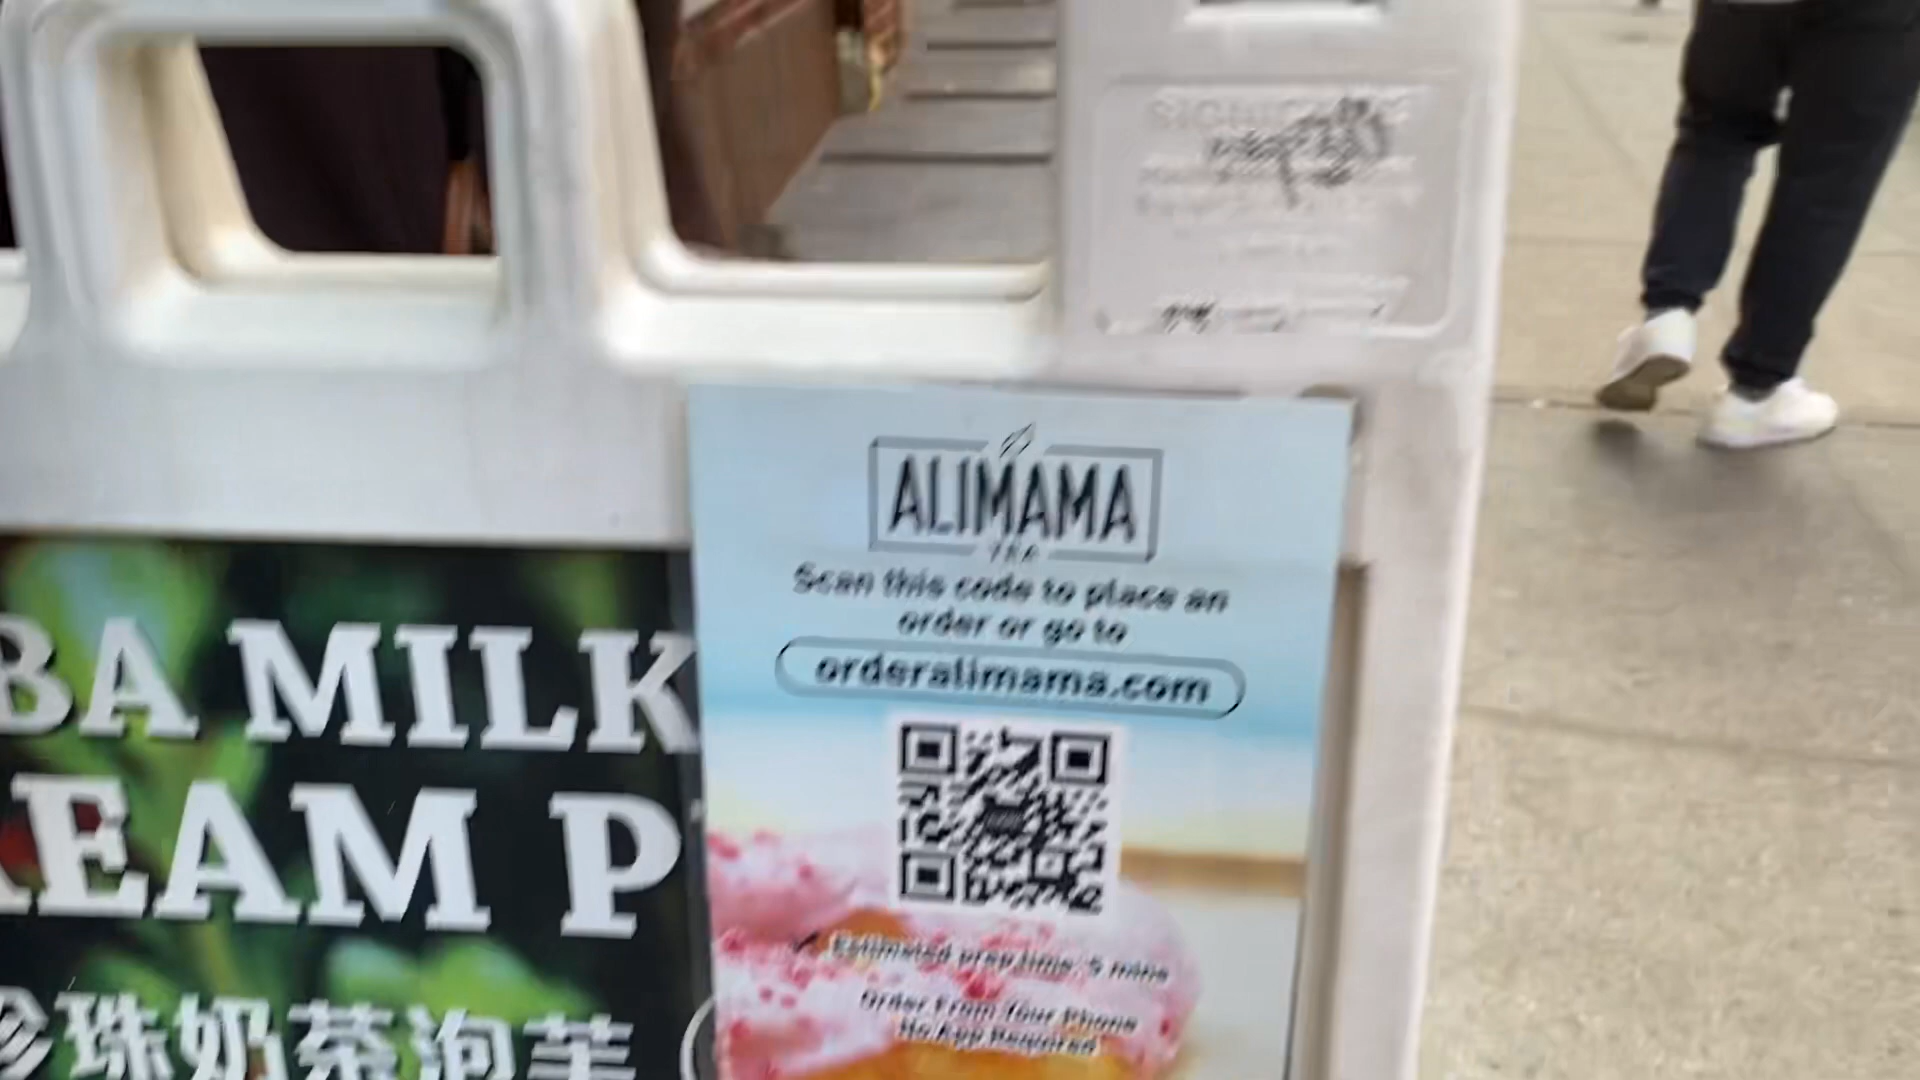 ALIMAMA
TEA
Scan this code to place an
order or go to
orderalimama.com
Estimated prep time: 5 mins
Order From Your Phone
No App Required
BA MILK
EAM P
珍珠奶茶泡芙